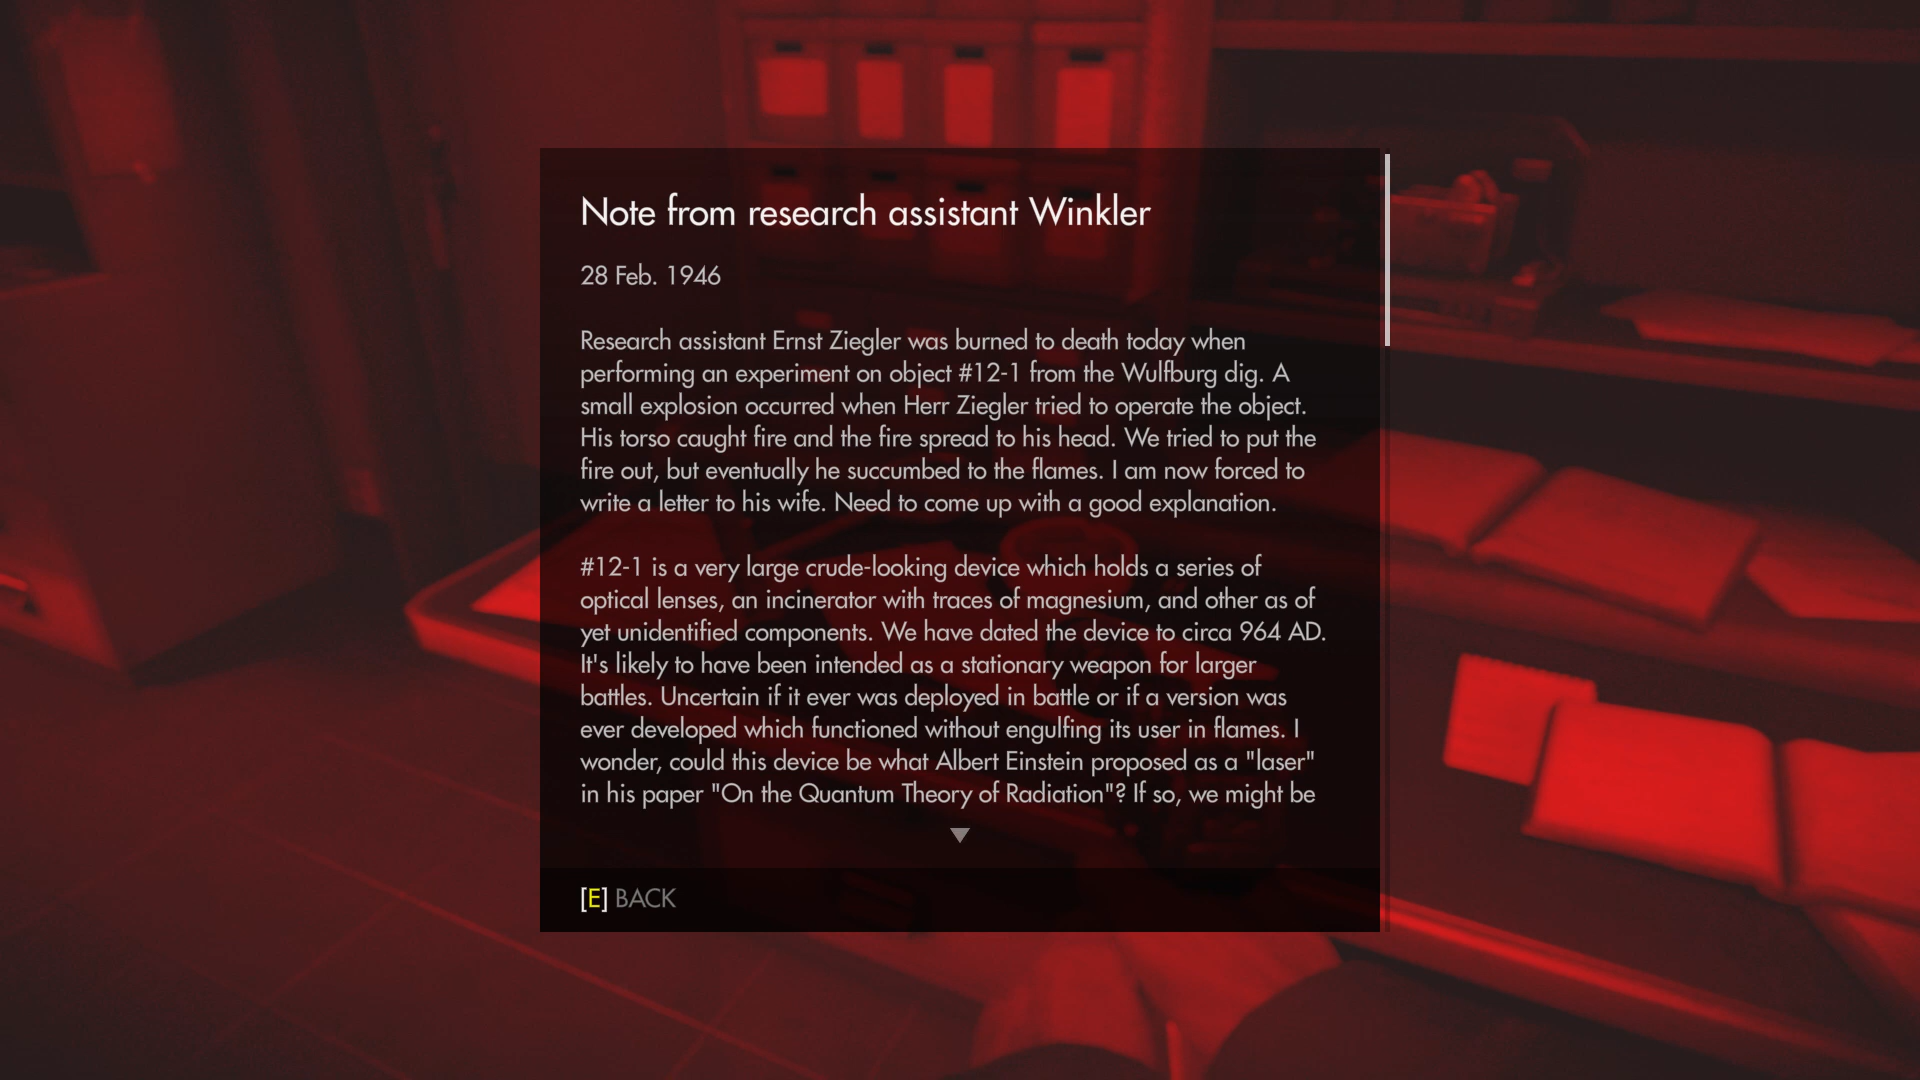 Note from research assistant Winkler
28 Feb. 1946
Research assistant Ernst Ziegler was burned to death today when
performing an experiment on object #12-1 from the Wulfburg dig. A
small explosion occurred when Herr Ziegler tried to operate the object.
His torso caught fire and the fire spread to his head. We tried to put the
fire out, but eventually he succumbed to the flames. I am now forced to
write a letter to his wife. Need to come up with a good explanation.
#12-1 is a very large crude-looking device which holds a series of
optical lenses, an incinerator with traces of magnesium, and other as of
yet unidentified components. We have dated the device to circa 964 AD.
It's likely to have been intended as a stationary weapon for larger
battles. Uncertain if it ever was deployed in battle or if a version was
ever developed which functioned without engulfing its user in flames. I
wonder, could this device be what Albert Einstein proposed as a "laser"
in his paper "On the Quantum Theory of Radiation"? If so, we might be
[E] BACK